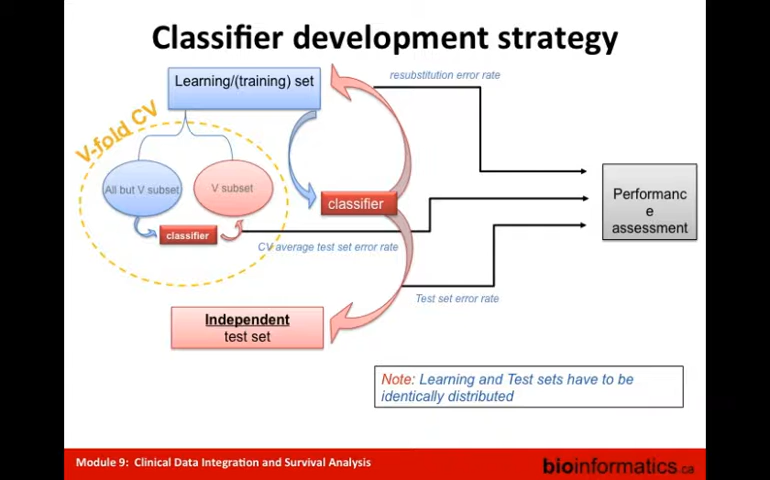 Classifier development strategy
resubstitution error rate
Learning/(training) set
V-fold CV
All but V subset
V subset
classifier
classifier
Performanc
e
assessment
CV average test set error rate
Test set error rate
Independent
test set
Note: Learning and Test sets have to be
identically distributed
Module 9: Clinical Data Integration and Survival Analysis
bioinformatics.ca